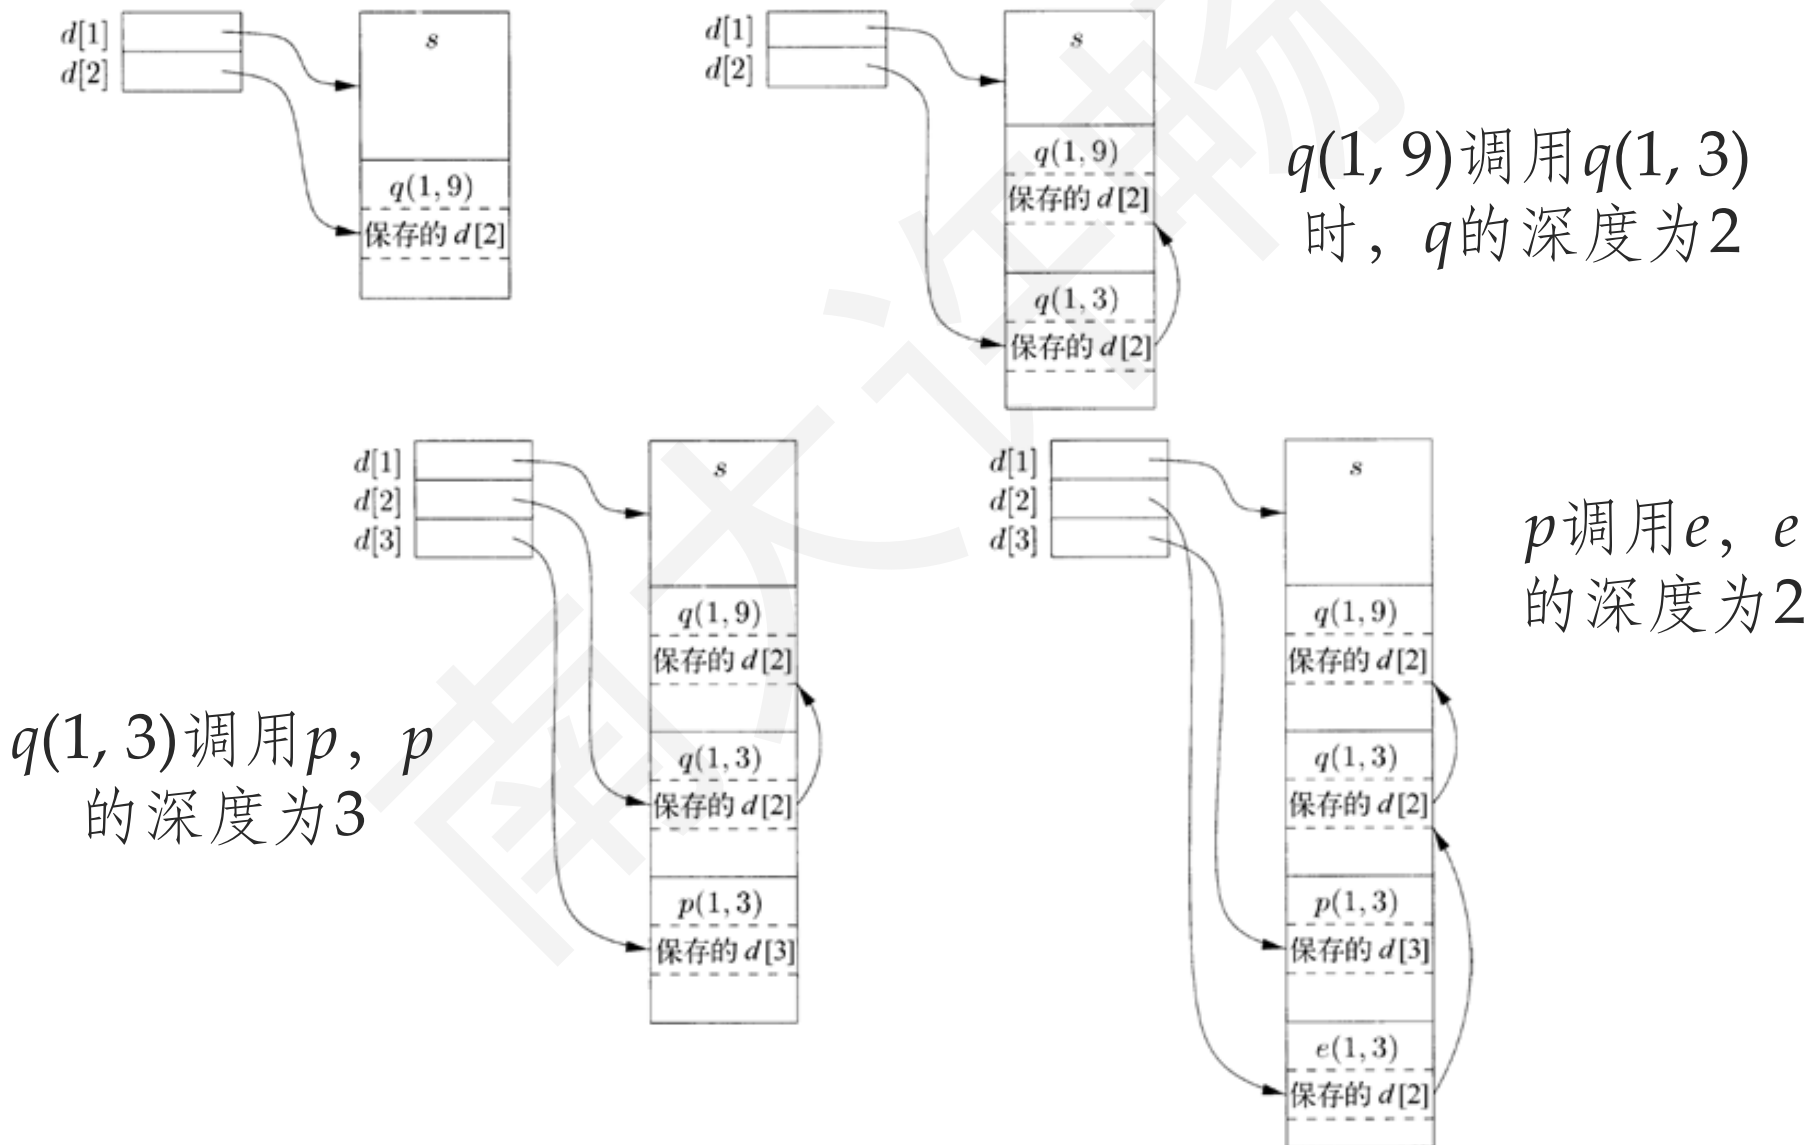 d[1]
d[2]
s
q(1, 9)
保存的 d[2]
d[1]
d[2]
s
q(1, 9)
保存的 d[2]
q(1, 3)
保存的 d[2]
q(1, 9)调用q(1, 3)
时，q的深度为2
d[1]
d[2]
d[3]
s
q(1, 9)
保存的 d[2]
q(1, 3)
保存的 d[2]
p(1, 3)
保存的 d[3]
q(1, 3)调用p，p
的深度为3
d[1]
d[2]
d[3]
s
q(1, 9)
保存的 d[2]
q(1, 3)
保存的 d[2]
p(1, 3)
保存的 d[3]
e(1, 3)
保存的 d[2]
p调用e，e
的深度为2
南大许畅